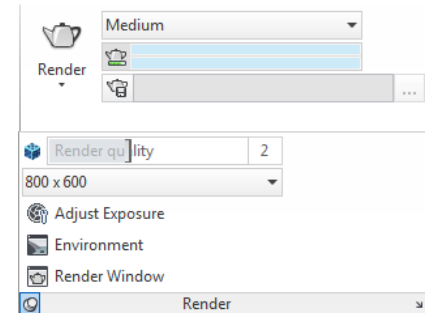 Medium
Render
...
Render quality 2
800 x 600
Adjust Exposure
Environment
Render Window
Render